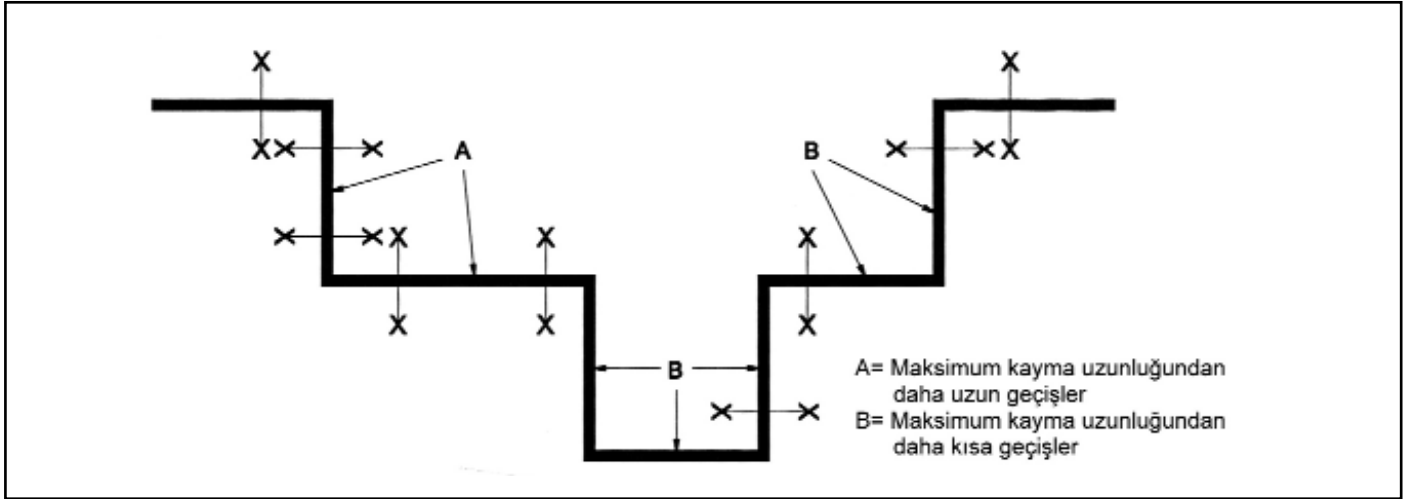 A
B
B
A= Maksimum kayma uzunluğundan
daha uzun geçişler
B= Maksimum kayma uzunluğundan
daha kısa geçişler